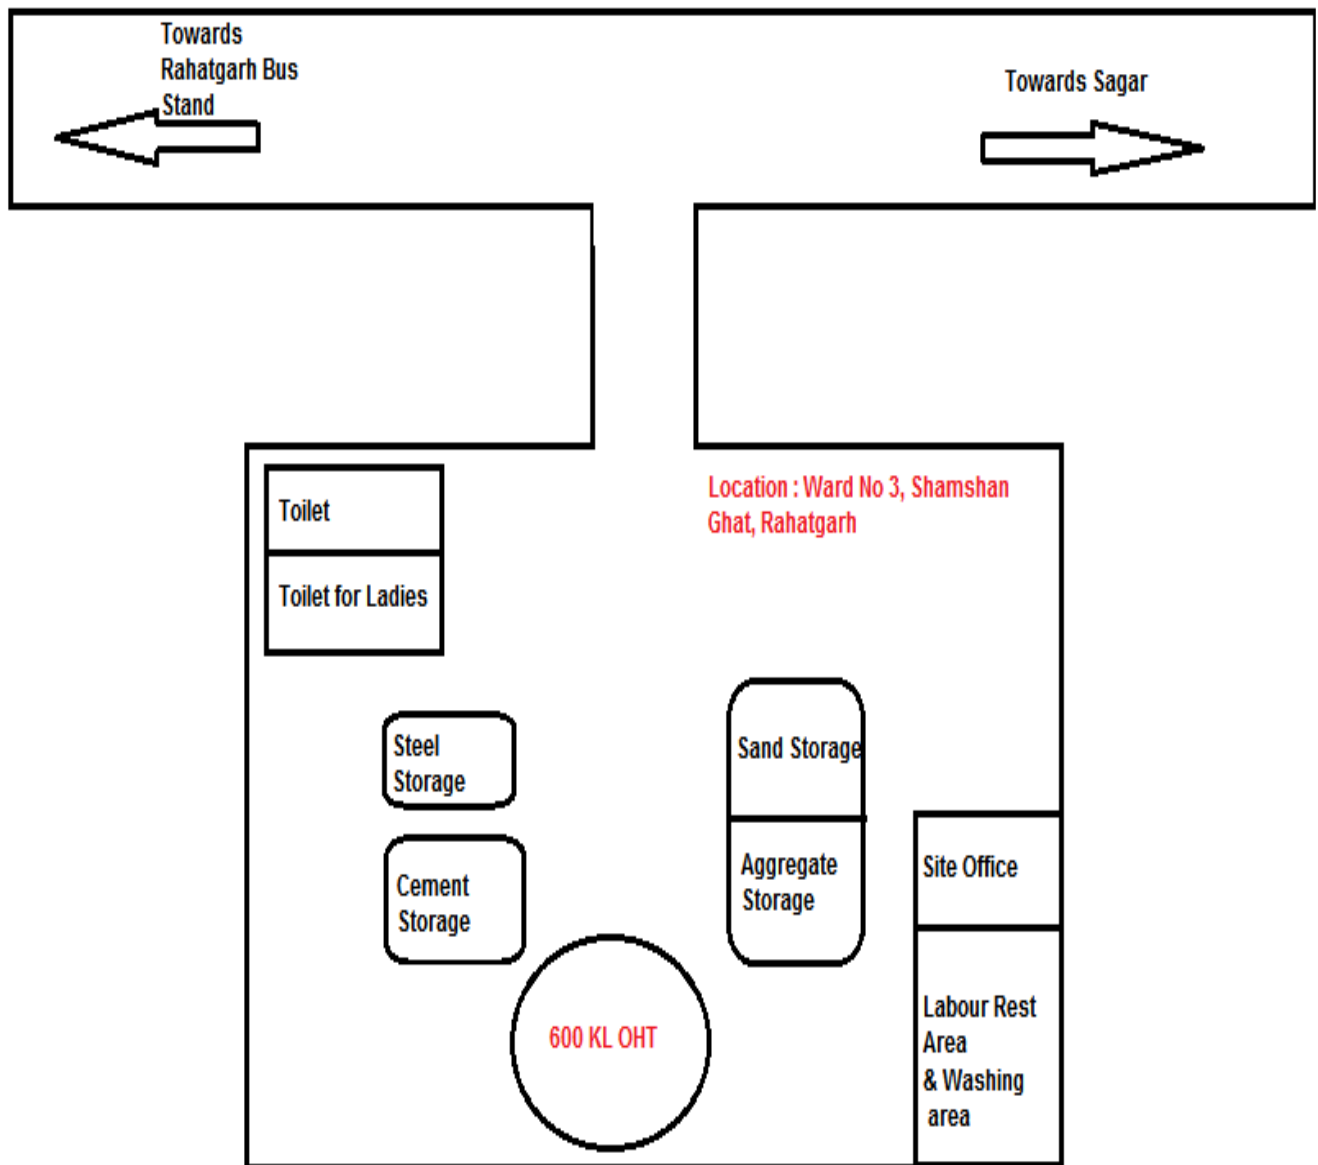 Towards
Rahatgarh Bus
Stand
Towards Sagar
Location : Ward No 3, Shamshan
Ghat, Rahatgarh
Toilet
Toilet for Ladies
Steel
Storage
Sand Storage
Cement
Storage
Aggregate
Storage
Site Office
600 KL OHT
Labour Rest
Area
& Washing
area